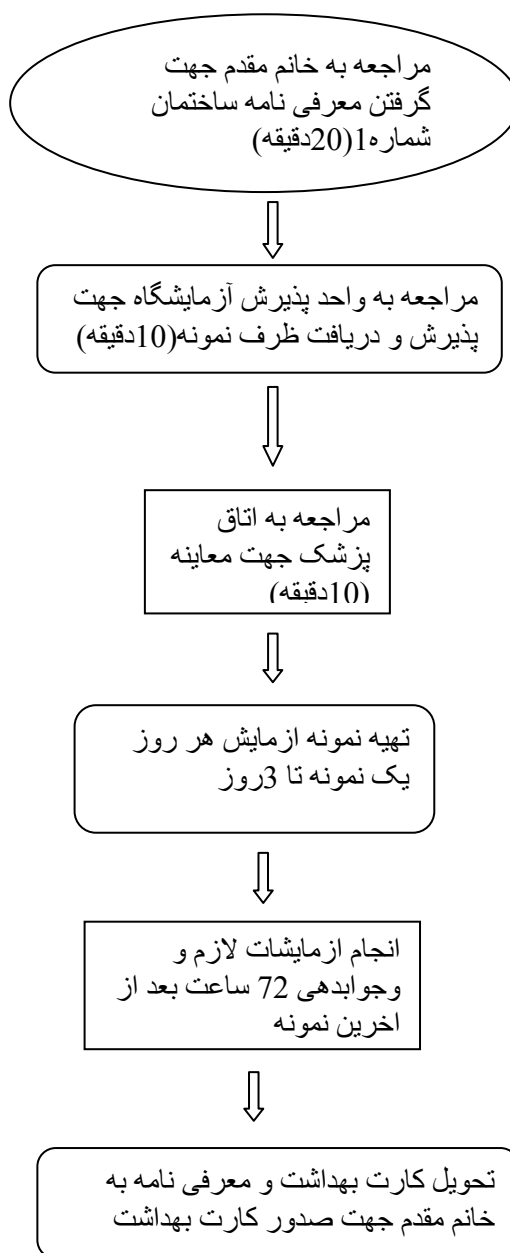 مراجعه به خانم مقدم جهت
گرفتن معرفی نامه ساختمان
شماره1(20دقیقه)
مراجعه به واحد پذیرش آزمایشگاه جهت
پذیرش و دریافت ظرف نمونه(10دقیقه)
مراجعه به اتاق
پزشک جهت معاینه
(10دقیقه)
تهیه نمونه ازمایش هر روز
یک نمونه تا 3روز
انجام ازمایشات لازم و
وجوابدهی 72 ساعت بعد از
اخرین نمونه
تحویل کارت بهداشت و معرفی نامه به
خانم مقدم جهت صدور کارت بهداشت